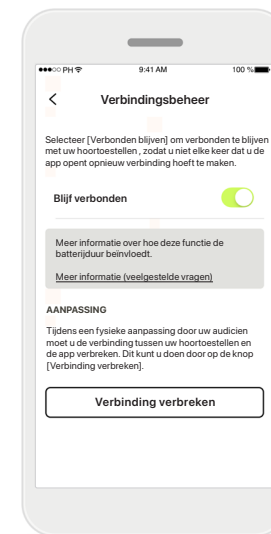 ●●●○○ PH 9:41 AM 100 %
Verbindingsbeheer
Selecteer [Verbonden blijven] om verbonden te blijven
met uw hoortoestellen , zodat u niet elke keer dat u de
app opent opnieuw verbinding hoeft te maken.
Blijf verbonden
Meer informatie over hoe deze functie de
batterijduur beïnvloedt.
Meer informatie (veelgestelde vragen)
AANPASSING
Tijdens een fysieke aanpassing door uw audicien
moet u de verbinding tussen uw hoortoestellen en
de app verbreken. Dit kunt u doen door op de knop
[Verbinding verbreken].
Verbinding verbreken